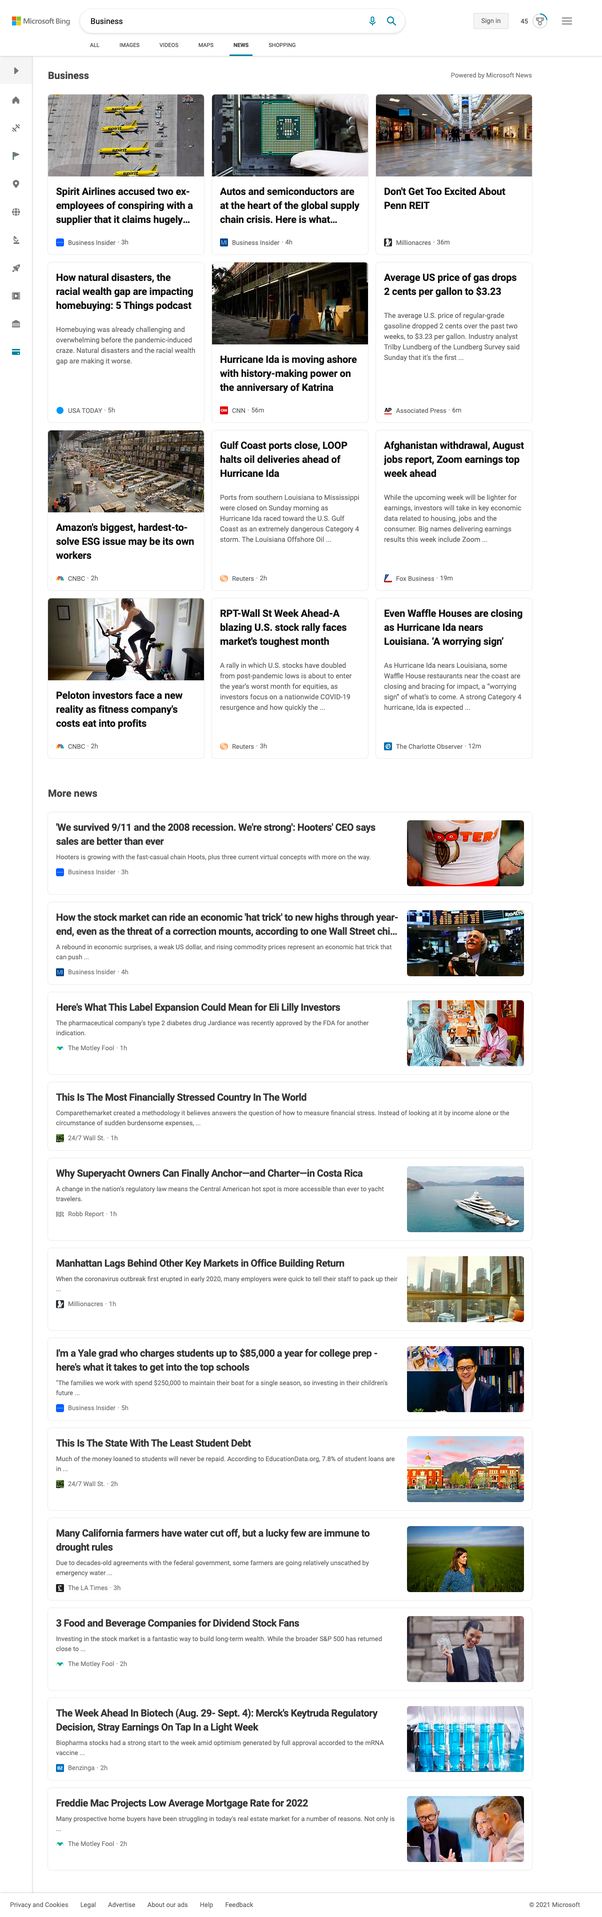 Microsoft Bing
Business
Sign in
45
ALL IMAGES VIDEOS MAPS NEWS SHOPPING
Business
Powered by Microsoft News
Spirit Airlines accused two ex-
employees of conspiring with a
supplier that it claims hugely...
Business Insider · 3h
Autos and semiconductors are
at the heart of the global supply
chain crisis. Here is what...
Business Insider · 4h
Don't Get Too Excited About
Penn REIT
Millionacres · 36m
How natural disasters, the
racial wealth gap are impacting
homebuying: 5 Things podcast
Homebuying was already challenging and
overwhelming before the pandemic-induced
craze. Natural disasters and the racial wealth
gap are making it worse.
USA TODAY · 5h
Hurricane Ida is moving ashore
with history-making power on
the anniversary of Katrina
CNN · 56m
Average US price of gas drops
2 cents per gallon to $3.23
The average U.S. price of regular-grade
gasoline dropped 2 cents over the past two
weeks, to $3.23 per gallon. Industry analyst
Trilby Lundberg of the Lundberg Survey said
Sunday that it's the first ...
AP
Associated Press · 6m
Amazon's biggest, hardest-to-
solve ESG issue may be its own
workers
CNBC · 2h
Gulf Coast ports close, LOOP
halts oil deliveries ahead of
Hurricane Ida
Ports from southern Louisiana to Mississippi
were closed on Sunday morning as
Hurricane Ida raced toward the U.S. Gulf
Coast as an extremely dangerous Category 4
storm. The Louisiana Offshore Oil ...
Reuters · 2h
Afghanistan withdrawal, August
jobs report, Zoom earnings top
week ahead
While the upcoming week will be lighter for
earnings, investors will take in key economic
data related to housing, jobs and the
consumer. Big names delivering earnings
results this week include Zoom ...
Fox Business · 19m
Peloton investors face a new
reality as fitness company's
costs eat into profits
CNBC · 2h
RPT-Wall St Week Ahead-A
blazing U.S. stock rally faces
market's toughest month
A rally in which U.S. stocks have doubled
from post-pandemic lows is about to enter
the year's worst month for equities, as
investors focus on a nationwide COVID-19
resurgence and how quickly the ...
Reuters · 3h
Even Waffle Houses are closing
as Hurricane Ida nears
Louisiana. 'A worrying sign'
As Hurricane Ida nears Louisiana, some
Waffle House restaurants near the coast are
closing and bracing for impact, a "worrying
sign" of what's to come. A strong Category 4
hurricane, Ida is expected ...
The Charlotte Observer · 12m
More news
'We survived 9/11 and the 2008 recession. We're strong': Hooters' CEO says
sales are better than ever
Hooters is growing with the fast-casual chain Hoots, plus three current virtual concepts with more on the way.
Business Insider · 3h
HOOTERS
How the stock market can ride an economic 'hat trick' to new highs through year-
end, even as the threat of a correction mounts, according to one Wall Street chi...
A rebound in economic surprises, a weak US dollar, and rising commodity prices represent an economic hat trick that
can push ...
Business Insider · 4h
Here's What This Label Expansion Could Mean for Eli Lilly Investors
The pharmaceutical company's type 2 diabetes drug Jardiance was recently approved by the FDA for another
indication.
The Motley Fool · 1h
This Is The Most Financially Stressed Country In The World
Comparethemarket created a methodology it believes answers the question of how to measure financial stress. Instead of looking at it by income alone or the
circumstance of sudden burdensome expenses, ...
24/7 Wall St. · 1h
Why Superyacht Owners Can Finally Anchor—and Charter—in Costa Rica
A change in the nation's regulatory law means the Central American hot spot is more accessible than ever to yacht
travelers.
Robb Report · 1h
Manhattan Lags Behind Other Key Markets in Office Building Return
When the coronavirus outbreak first erupted in early 2020, many employers were quick to tell their staff to pack up their
...
Millionacres · 1h
I'm a Yale grad who charges students up to $85,000 a year for college prep -
here's what it takes to get into the top schools
"The families we work with spend $250,000 to maintain their boat for a single season, so investing in their children's
future ...
Business Insider · 5h
This Is The State With The Least Student Debt
Much of the money loaned to students will never be repaid. According to EducationData.org, 7.8% of student loans are
in ...
24/7 Wall St. · 2h
Many California farmers have water cut off, but a lucky few are immune to
drought rules
Due to decades-old agreements with the federal government, some farmers are going relatively unscathed by
emergency water ...
The LA Times · 3h
3 Food and Beverage Companies for Dividend Stock Fans
Investing in the stock market is a fantastic way to build long-term wealth. While the broader S&P 500 has returned
close to ...
The Motley Fool · 2h
The Week Ahead In Biotech (Aug. 29- Sept. 4): Merck's Keytruda Regulatory
Decision, Stray Earnings On Tap In a Light Week
Biopharma stocks had a strong start to the week amid optimism generated by full approval accorded to the mRNA
vaccine ...
Benzinga · 2h
Freddie Mac Projects Low Average Mortgage Rate for 2022
Many prospective home buyers have been struggling in today's real estate market for a number of reasons. Not only is
...
The Motley Fool · 2h
Privacy and Cookies Legal Advertise About our ads Help Feedback
© 2021 Microsoft